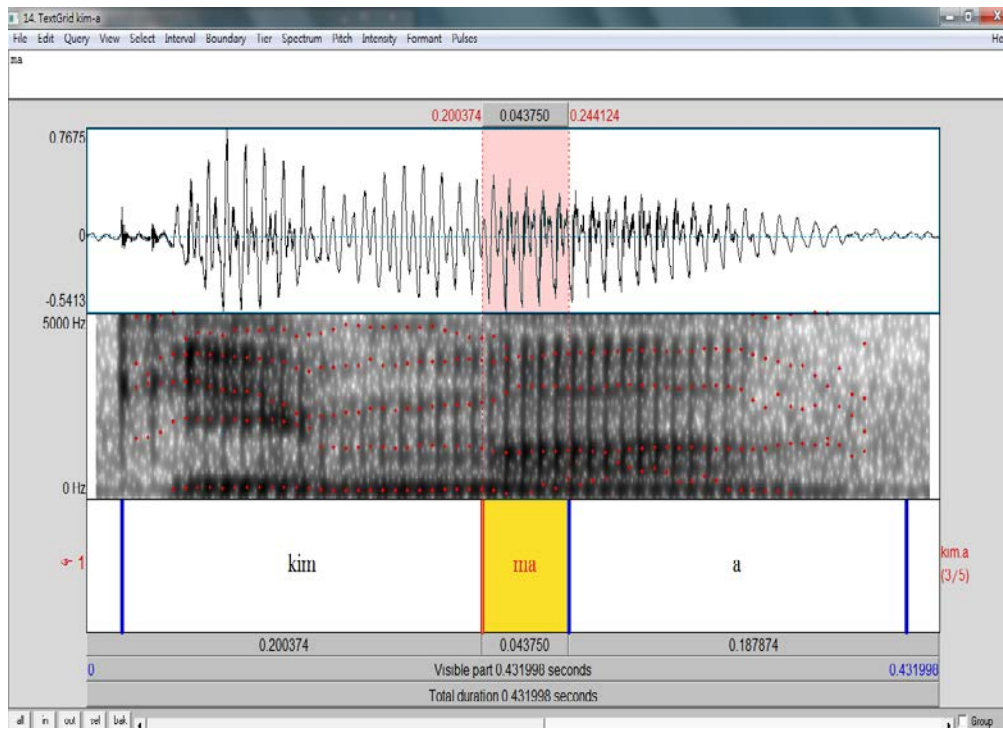 14. TextGrid kim-a
File Edit Query View Select Interval Boundary Tier Spectrum Pitch Intensity Formant Pulses He
ma
0.200374 0.043750 0.244124
0.7675
0
-0.5413
5000 Hz
0 Hz
1 kim ma a kim.a
(3/5)
0.200374 0.043750 0.187874
0 Visible part 0.431998 seconds 0.431998
Total duration 0.431998 seconds
all in out sel bak Group